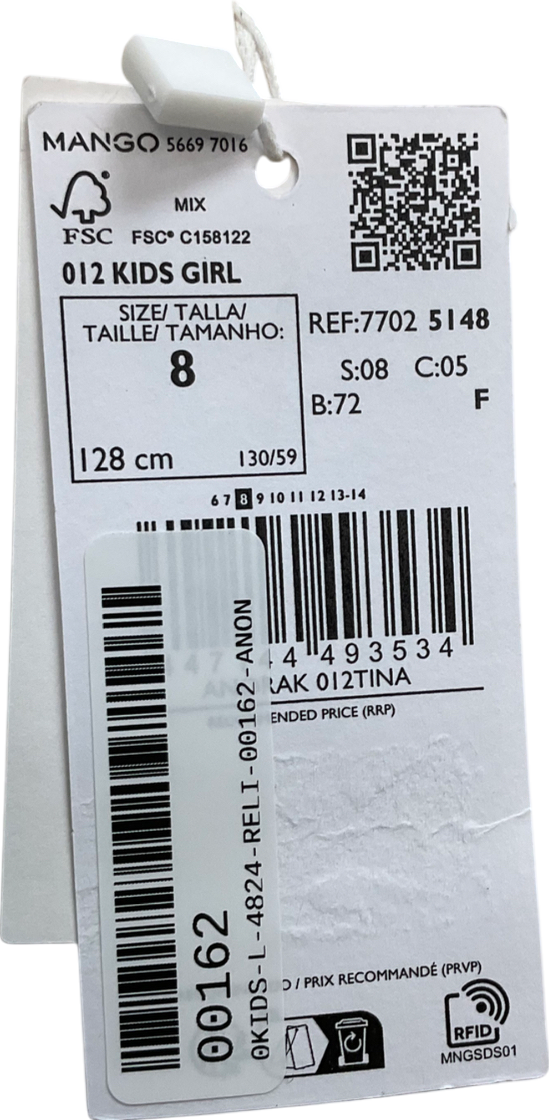 MANGO 5669 7016
MIX
FSC FSC® C158122
012 KIDS GIRL
SIZE/ TALLA/
TAILLE/ TAMANHO:
8
128 cm 130/59
REF:7702 5148
S:08 C:05
B:72 F
6 7 8 9 10 11 12 13-14
4 493534
RAK 012TINA
ENDED PRICE (RRP)
00162
0KIDS-L-4824-RELI-00162-ANON
O / PRIX RECOMMANDÉ (PRVP)
RFID
MNGSDS01